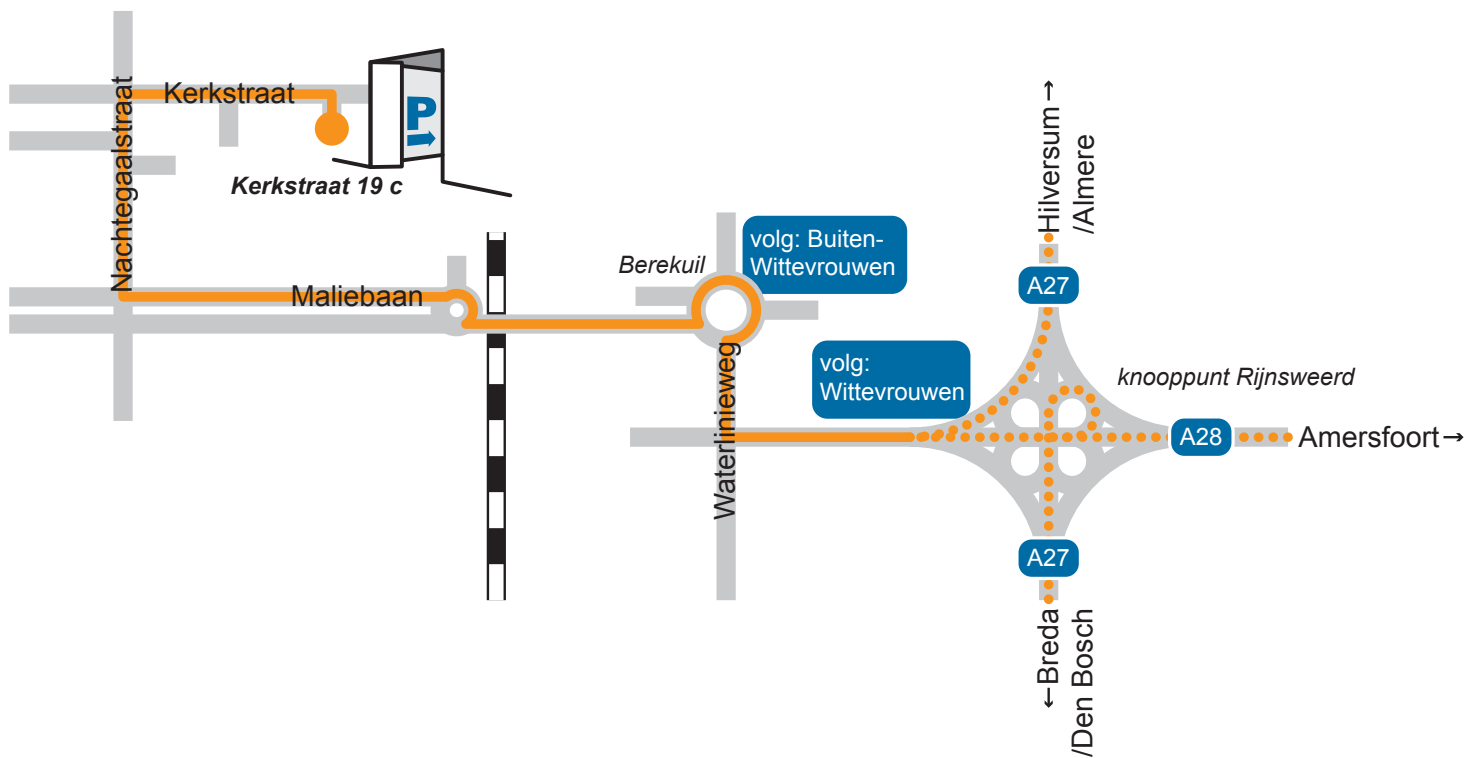 Kerkstraat
P
Nachtegaalstraat
Kerkstraat 19 c
Hilversum→
/Almere
volg: Buiten-
Wittevrouwen
Berekuil
A27
Maliebaan
volg:
Wittevrouwen
knooppunt Rijnsweerd
Waterlinieweg
A28
Amersfoort→
A27
←Breda
/Den Bosch